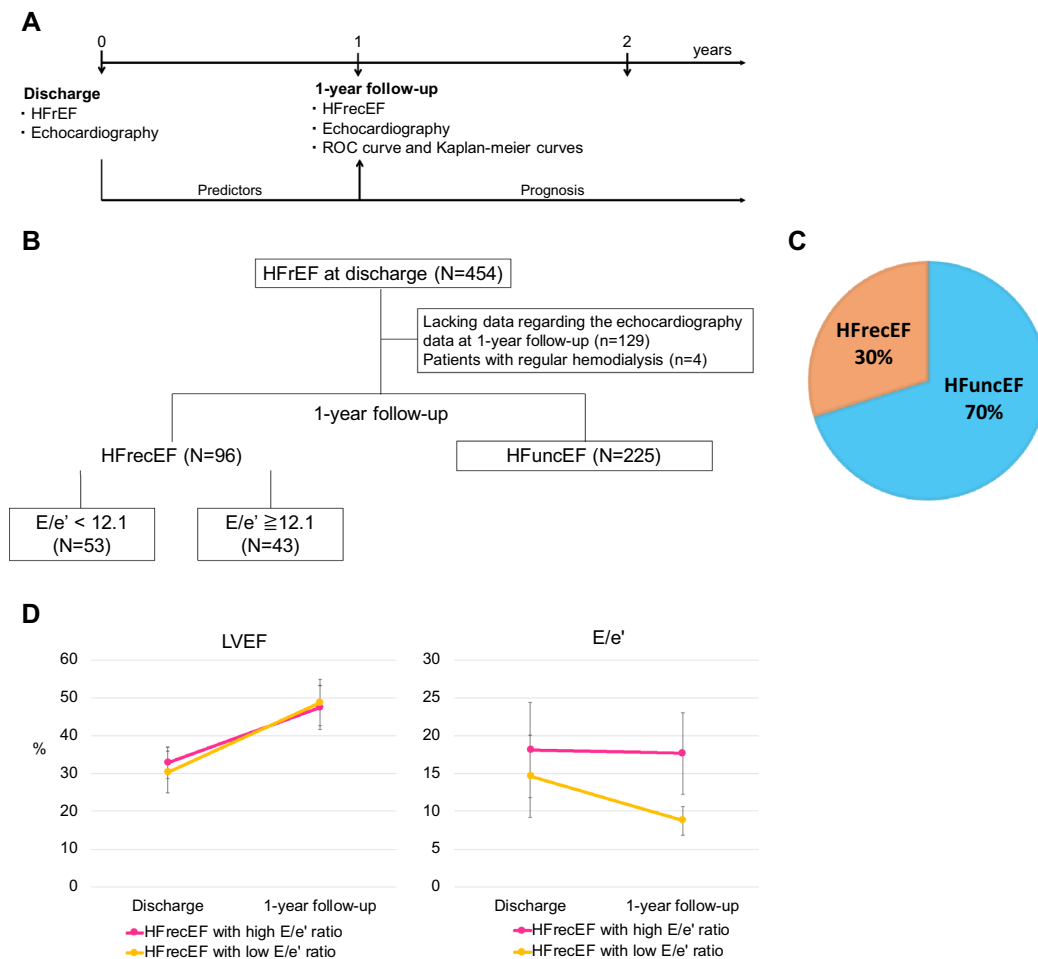 A
0 1 2 years
Discharge
・HFrEF
・Echocardiography
1-year follow-up
・HFrecEF
・Echocardiography
・ROC curve and Kaplan-meier curves
Predictors Prognosis
B
HFrEF at discharge (N=454)
Lacking data regarding the echocardiography
data at 1-year follow-up (n=129)
Patients with regular hemodialysis (n=4)
1-year follow-up
HFrecEF (N=96)
HFuncEF (N=225)
E/e' < 12.1
(N=53)
E/e' ≧12.1
(N=43)
C
HFrecEF
30%
HFuncEF
70%
D
LVEF
60
50
40
30
20
10
0
%
Discharge 1-year follow-up
HFrecEF with high E/e' ratio
HFrecEF with low E/e' ratio
E/e'
30
25
20
15
10
5
0
Discharge 1-year follow-up
HFrecEF with high E/e' ratio
HFrecEF with low E/e' ratio